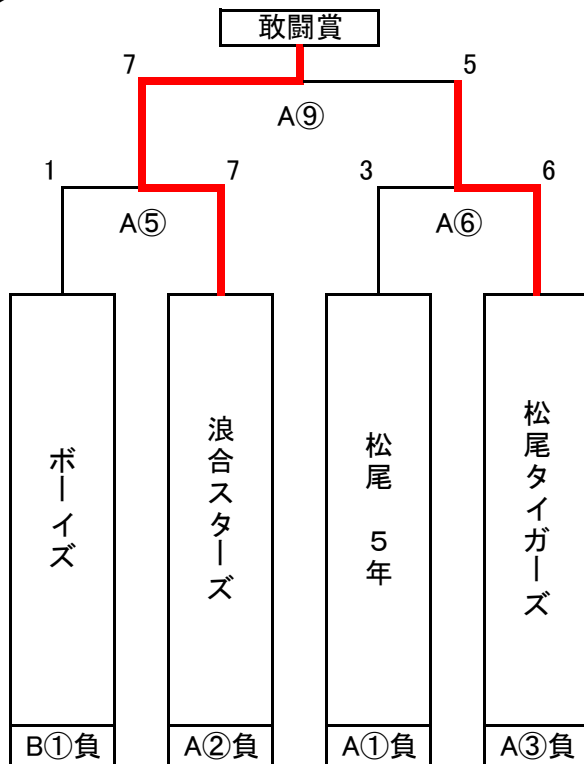 敢闘賞
7 5
A⑨
1 7 3 6
A⑤ A⑥
ボーイズ
浪合スターズ
松尾 5年
松尾タイガーズ
B①負 A②負 A①負 A③負